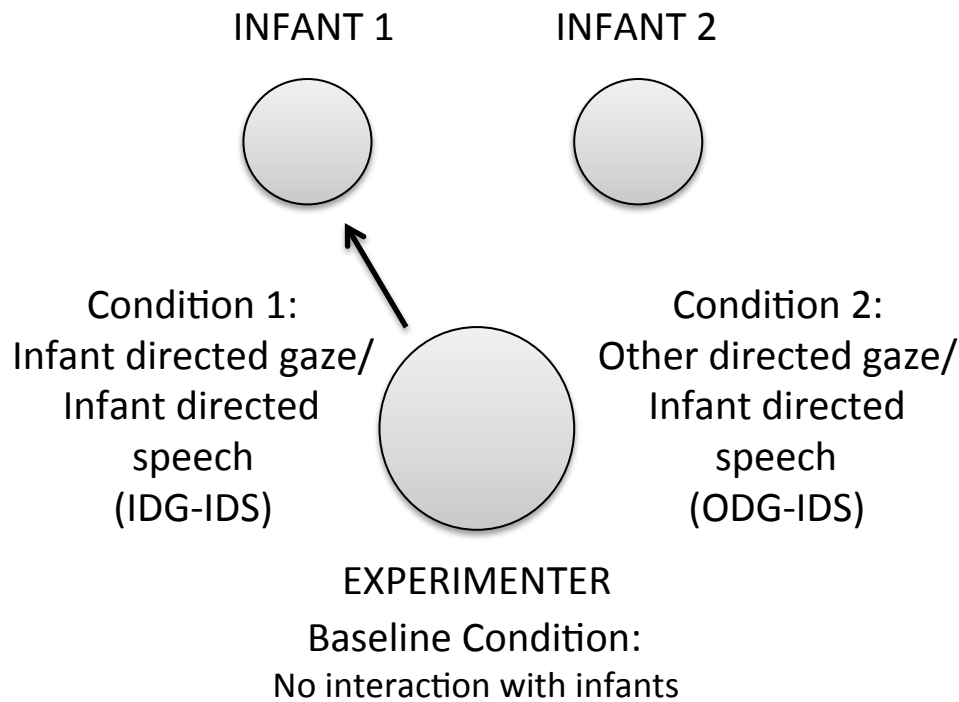 INFANT 1
INFANT 2
Condition 1:
Infant directed gaze/
Infant directed
speech
(IDG-IDS)
Condition 2:
Other directed gaze/
Infant directed
speech
(ODG-IDS)
EXPERIMENTER
Baseline Condition:
No interaction with infants